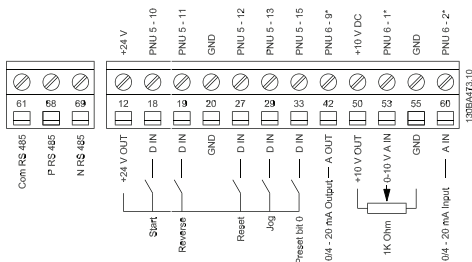 +24 V
PNU 5 - 10
PNU 5 - 11
GND
PNU 5 - 12
PNU 5 - 13
PNU 5 - 15
PNU 6 - 9*
+10 V DC
PNU 6 - 1*
GND
PNU 6 - 2*
61
68
69
12
18
19
20
27
29
33
42
50
53
55
60
Com RS 485
P RS 485
N RS 485
+24 V OUT
D IN
D IN
GND
D IN
D IN
D IN
0/4 - 20 mA Output
A OUT
+10 V OUT
0-10 V A IN
GND
0/4 - 20 mA Input
A IN
Start
Reverse
Reset
Jog
Preset bit 0
1K Ohm
130BA473.10